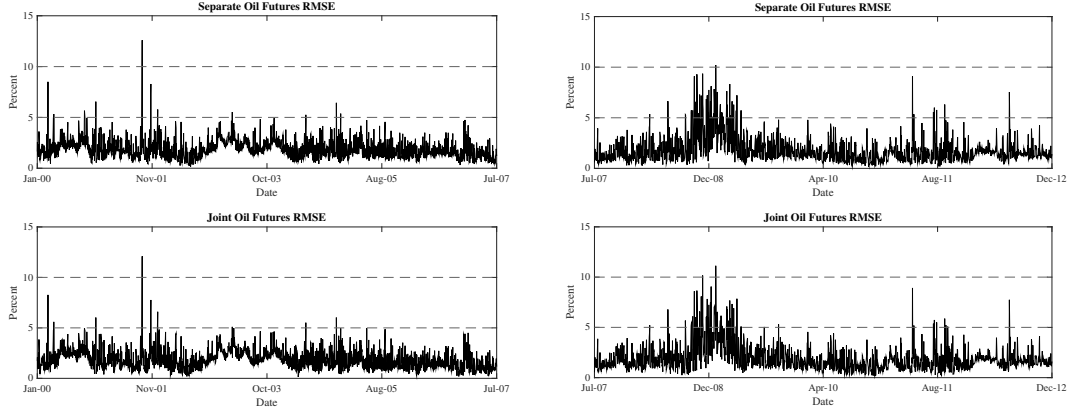 Separate Oil Futures RMSE
15
10
5
0
Percent
Jan-00 Nov-01 Oct-03 Aug-05 Jul-07
Date
Separate Oil Futures RMSE
15
10
5
0
Percent
Jul-07 Dec-08 Apr-10 Aug-11 Dec-12
Date
Joint Oil Futures RMSE
15
10
5
0
Percent
Jan-00 Nov-01 Oct-03 Aug-05 Jul-07
Date
Joint Oil Futures RMSE
15
10
5
0
Percent
Jul-07 Dec-08 Apr-10 Aug-11 Dec-12
Date